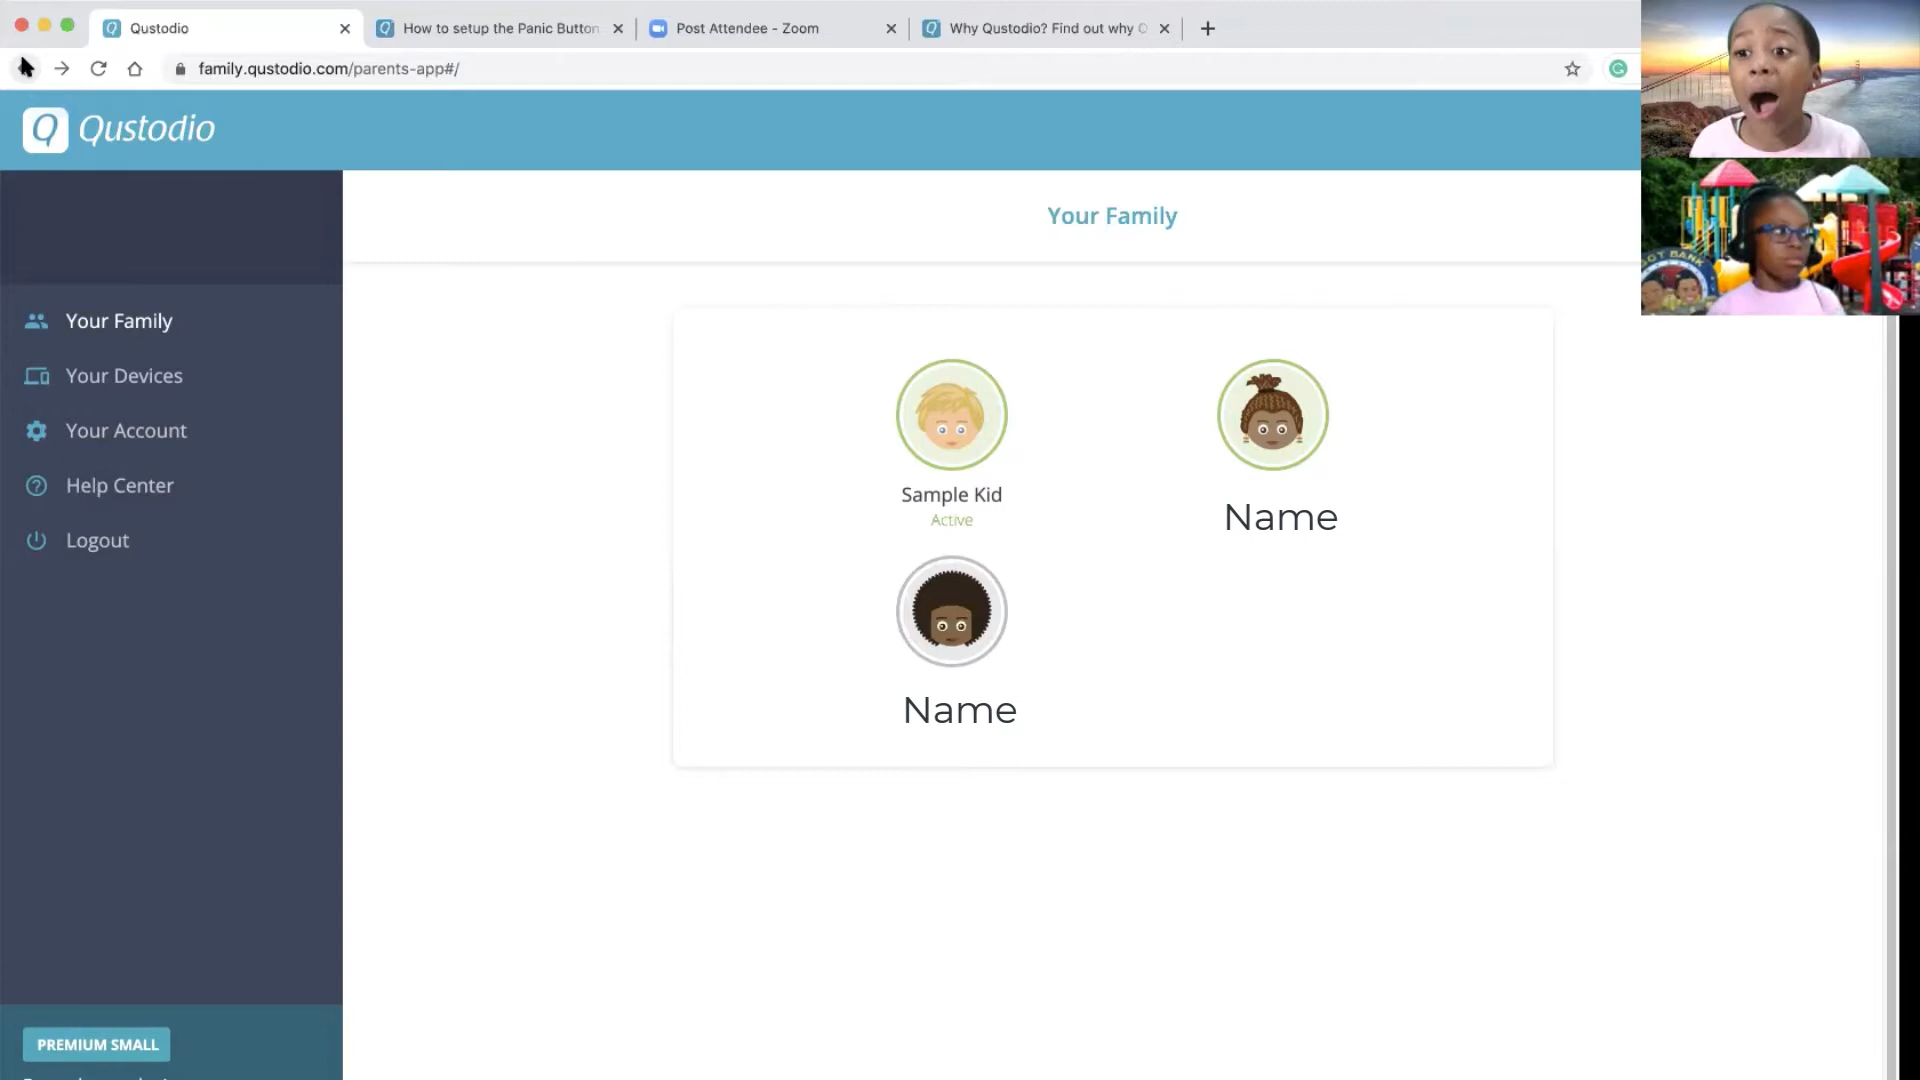 Qustodio
How to setup the Panic Button
Post Attendee - Zoom
Why Qustodio? Find out why Q
family.qustodio.com/parents-app#/
Qustodio
Your Family
Your Family
Your Devices
Your Account
Help Center
Logout
Sample Kid
Active
Name
Name
PREMIUM SMALL